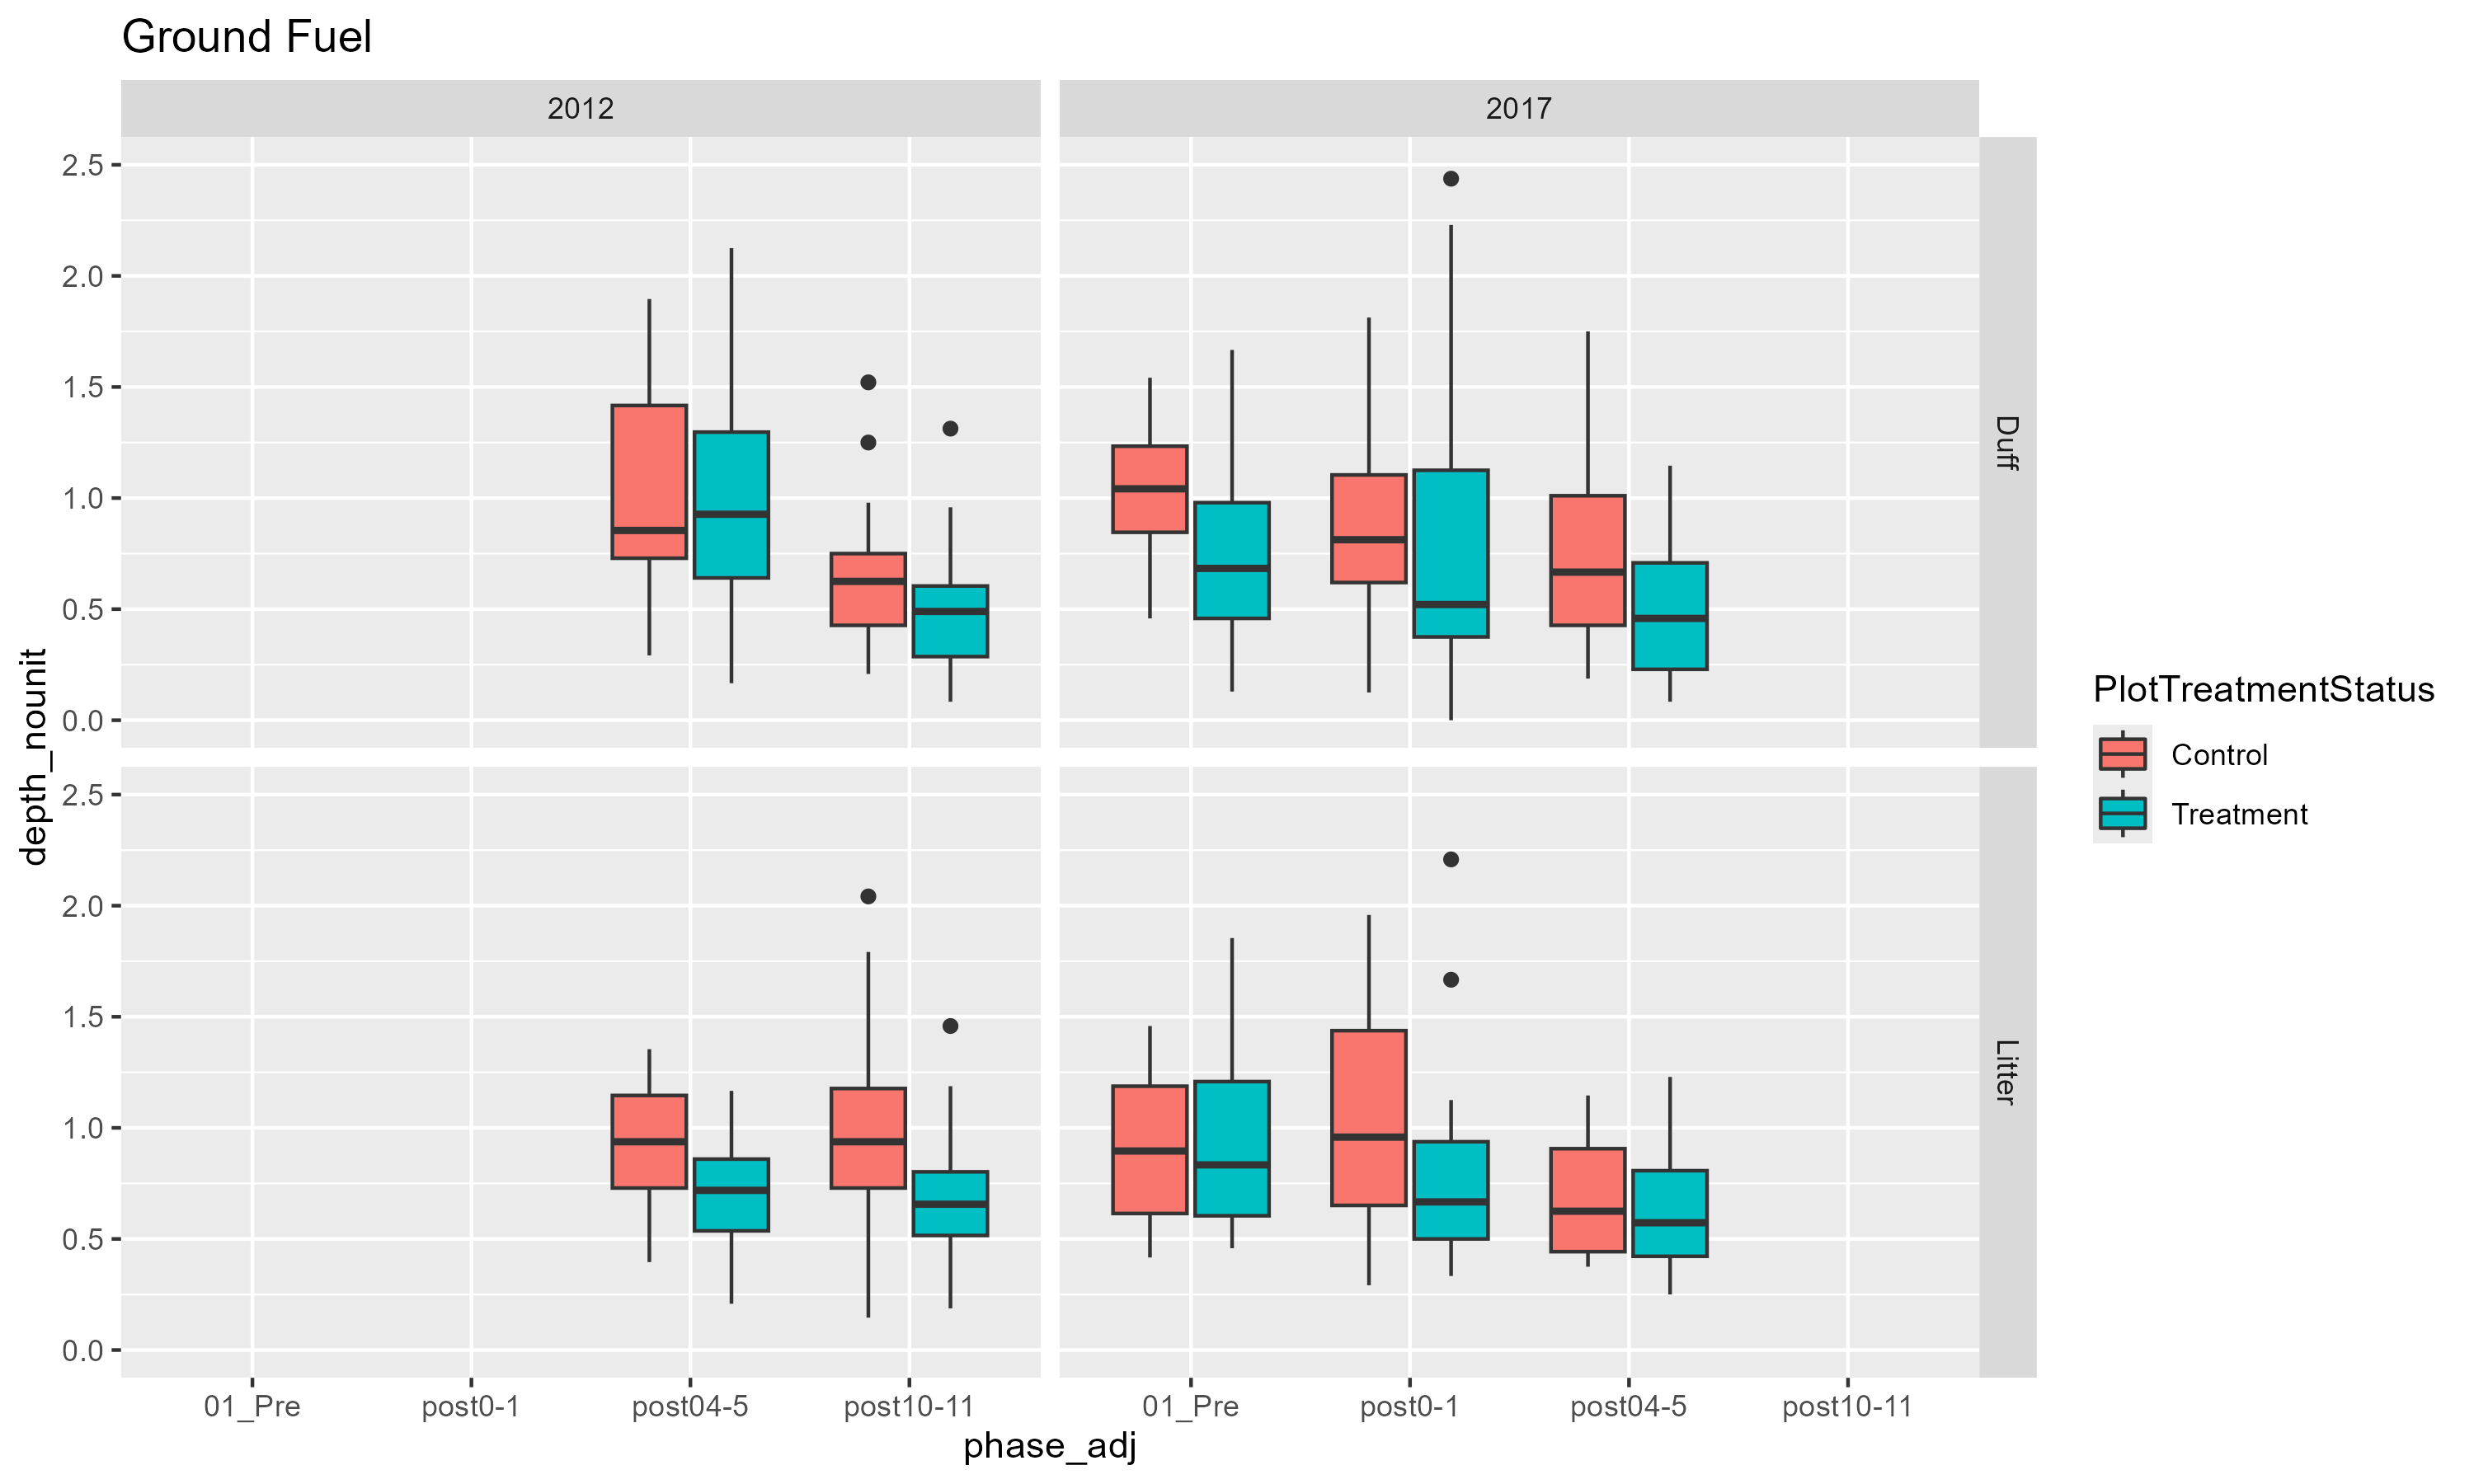 Ground Fuel
2012
2017
2.5
2.0
1.5
1.0
0.5
0.0
Duff
2.5
2.0
1.5
1.0
0.5
0.0
Litter
01_Pre
post0-1
post04-5
post10-11
01_Pre
post0-1
post04-5
post10-11
phase_adj
depth_nounit
PlotTreatmentStatus
Control
Treatment